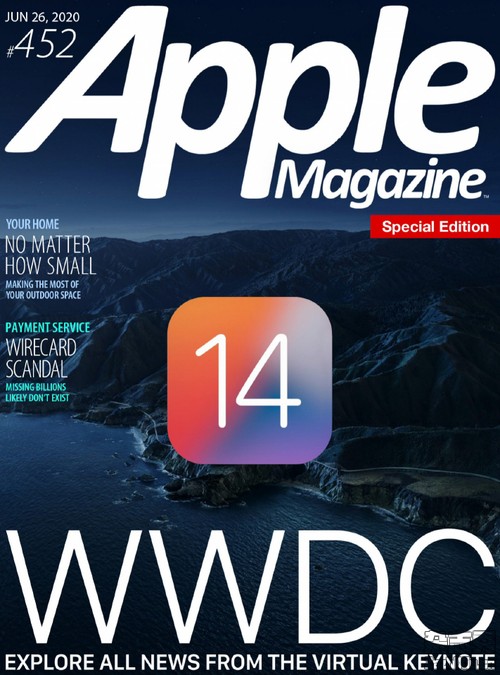 JUN 26, 2020
#452
Apple
Magazine™
Special Edition
YOUR HOME
NO MATTER
HOW SMALL
MAKING THE MOST OF
YOUR OUTDOOR SPACE
PAYMENT SERVICE
WIRECARD
SCANDAL
MISSING BILLIONS
LIKELY DON'T EXIST
14
WWDC
EXPLORE ALL NEWS FROM THE VIRTUAL KEYNOTE